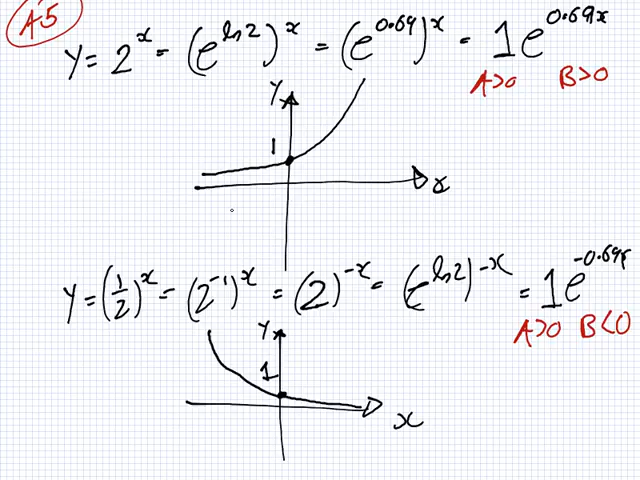 A5
y = 2^x = (e^{ln2})^x = (e^{0.69})^x = 1e^{0.69x}
A>0 B>0
y
1
x
y = (1/2)^x = (2^{-1})^x = (2)^{-x} = (e^{ln2})^{-x} = 1e^{-0.69x}
A>0 B<0
y
1
x